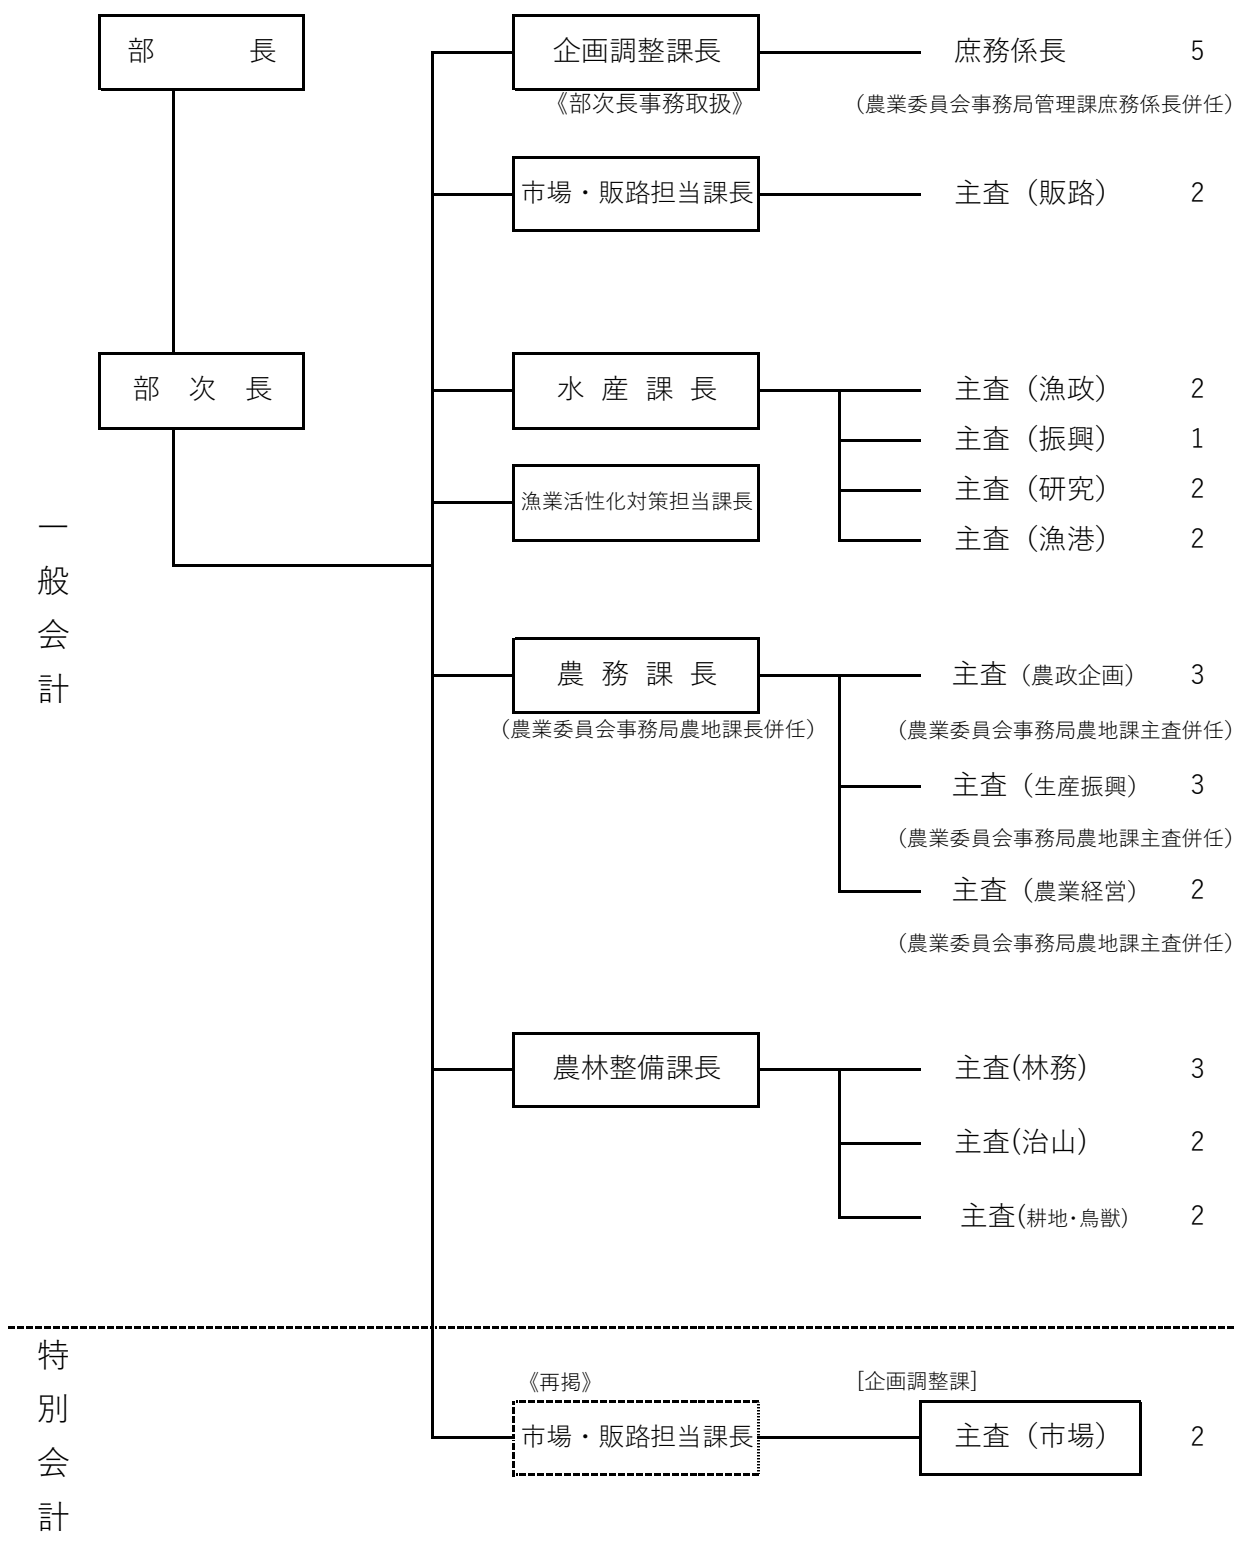 部　　　長
企画調整課長
庶務係長 5
《部次長事務取扱》
（農業委員会事務局管理課庶務係長併任）
市場・販路担当課長
主査（販路） 2
部　次　長
水　産　課　長
主査（漁政） 2
主査（振興） 1
主査（研究） 2
主査（漁港） 2
漁業活性化対策担当課長
一般会計
農　務　課　長
（農業委員会事務局農地課長併任）
主査（農政企画） 3
（農業委員会事務局農地課主査併任）
主査（生産振興） 3
（農業委員会事務局農地課主査併任）
主査（農業経営） 2
（農業委員会事務局農地課主査併任）
農林整備課長
主査(林務) 3
主査(治山) 2
主査(耕地･鳥獣) 2
特別会計
《再掲》
［企画調整課］
市場・販路担当課長
主査（市場） 2